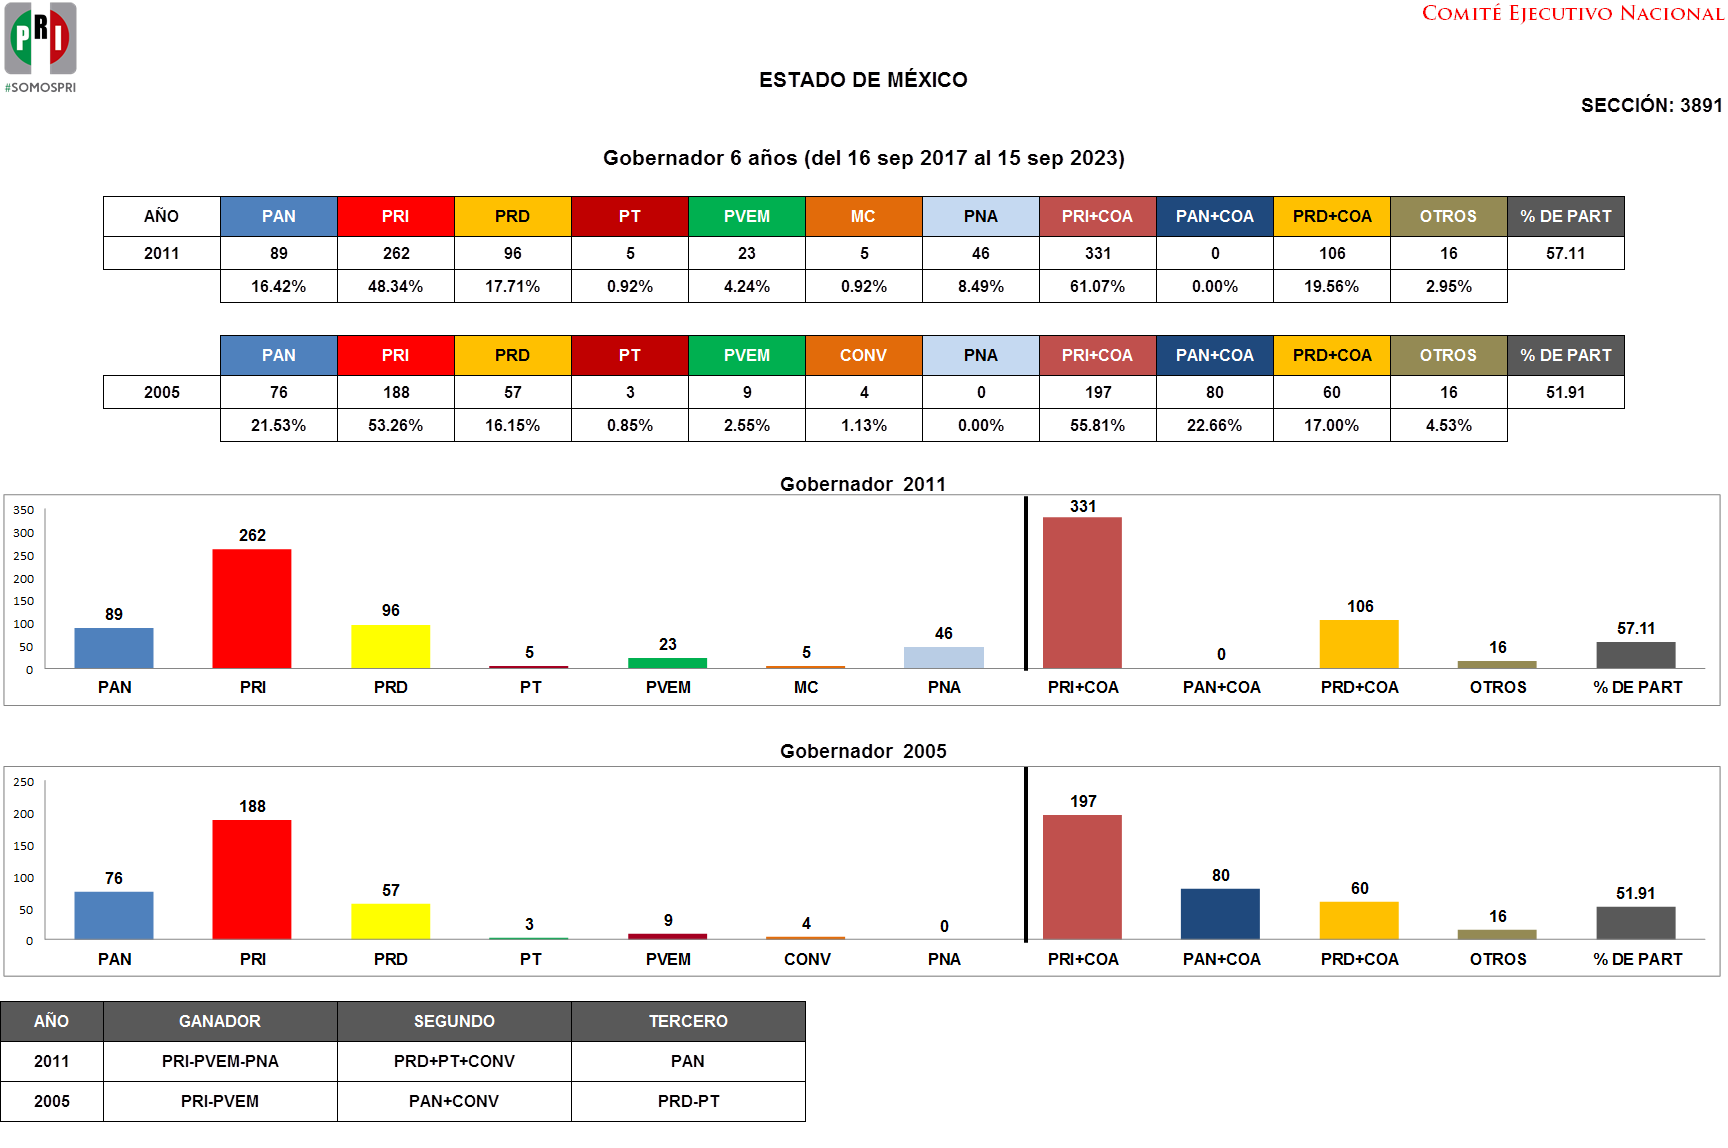 PRI
#SOMOSPRI
COMITÉ EJECUTIVO NACIONAL
ESTADO DE MÉXICO
SECCIÓN: 3891
Gobernador 6 años (del 16 sep 2017 al 15 sep 2023)
AÑO PAN PRI PRD PT PVEM MC PNA PRI+COA PAN+COA PRD+COA OTROS % DE PART
2011 89 262 96 5 23 5 46 331 0 106 16 57.11
16.42% 48.34% 17.71% 0.92% 4.24% 0.92% 8.49% 61.07% 0.00% 19.56% 2.95%
PAN PRI PRD PT PVEM CONV PNA PRI+COA PAN+COA PRD+COA OTROS % DE PART
2005 76 188 57 3 9 4 0 197 80 60 16 51.91
21.53% 53.26% 16.15% 0.85% 2.55% 1.13% 0.00% 55.81% 22.66% 17.00% 4.53%
Gobernador 2011
350
300
250
200
150
100
50
0
89 262 96 5 23 5 46 331 0 106 16 57.11
PAN PRI PRD PT PVEM MC PNA PRI+COA PAN+COA PRD+COA OTROS % DE PART
Gobernador 2005
250
200
150
100
50
0
76 188 57 3 9 4 0 197 80 60 16 51.91
PAN PRI PRD PT PVEM CONV PNA PRI+COA PAN+COA PRD+COA OTROS % DE PART
AÑO GANADOR SEGUNDO TERCERO
2011 PRI-PVEM-PNA PRD+PT+CONV PAN
2005 PRI-PVEM PAN+CONV PRD-PT